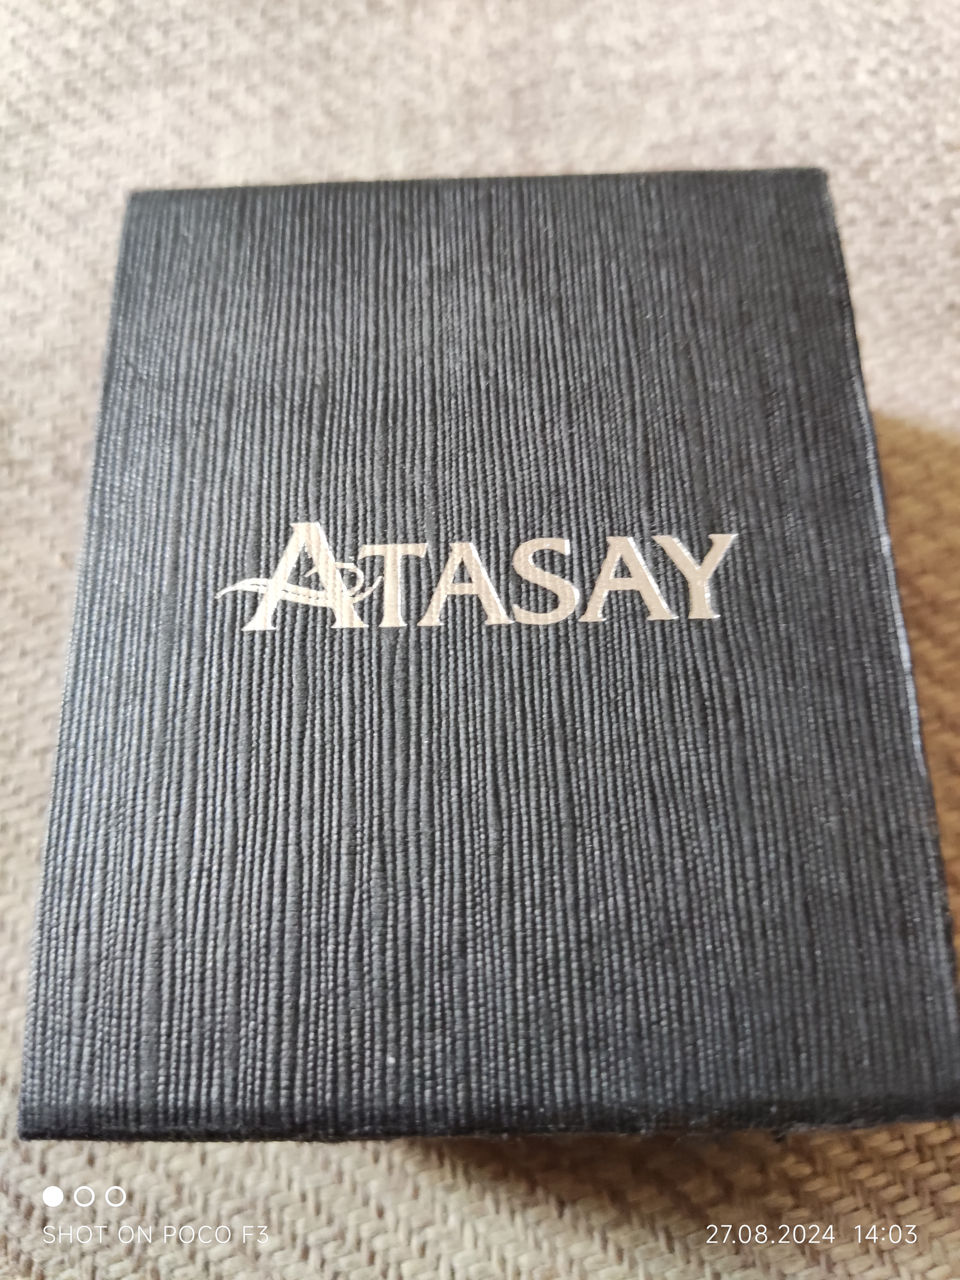 ATASAY
SHOT ON POCO F3
27.08.2024 14:03